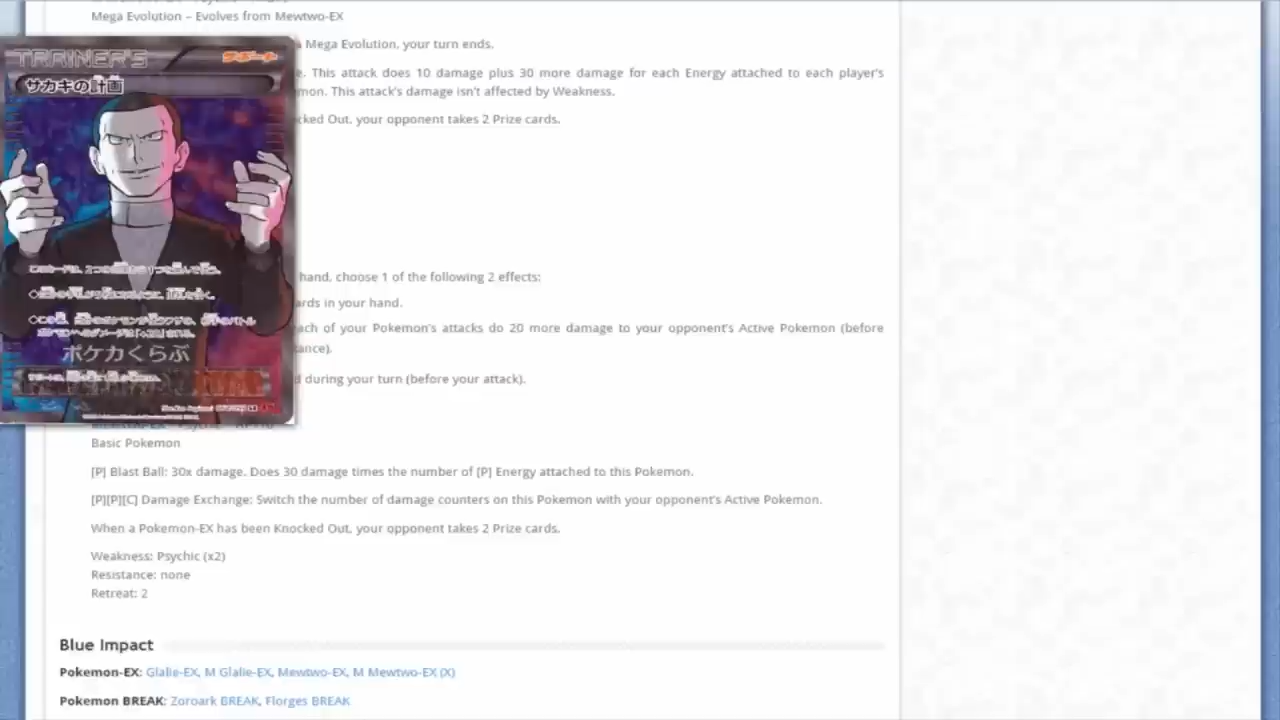 Mega Evolution – Evolves from Mewtwo-EX
a Mega Evolution, your turn ends.
TRAINER'S
サポート
e. This attack does 10 damage plus 30 more damage for each Energy attached to each player's
サカキの計画
mon. This attack's damage isn't affected by Weakness.
cked Out, your opponent takes 2 Prize cards.
hand, choose 1 of the following 2 effects:
ards in your hand.
each of your Pokemon's attacks do 20 more damage to your opponent's Active Pokemon (before
tance).
ポケカくらぶ
d during your turn (before your attack).
Basic Pokemon
[P] Blast Ball: 30x damage. Does 30 damage times the number of [P] Energy attached to this Pokemon.
[P][P][C] Damage Exchange: Switch the number of damage counters on this Pokemon with your opponent's Active Pokemon.
When a Pokemon-EX has been Knocked Out, your opponent takes 2 Prize cards.
Weakness: Psychic (x2)
Resistance: none
Retreat: 2
Blue Impact
Pokemon-EX: Glalie-EX, M Glalie-EX, Mewtwo-EX, M Mewtwo-EX (X)
Pokemon BREAK: Zoroark BREAK, Florges BREAK